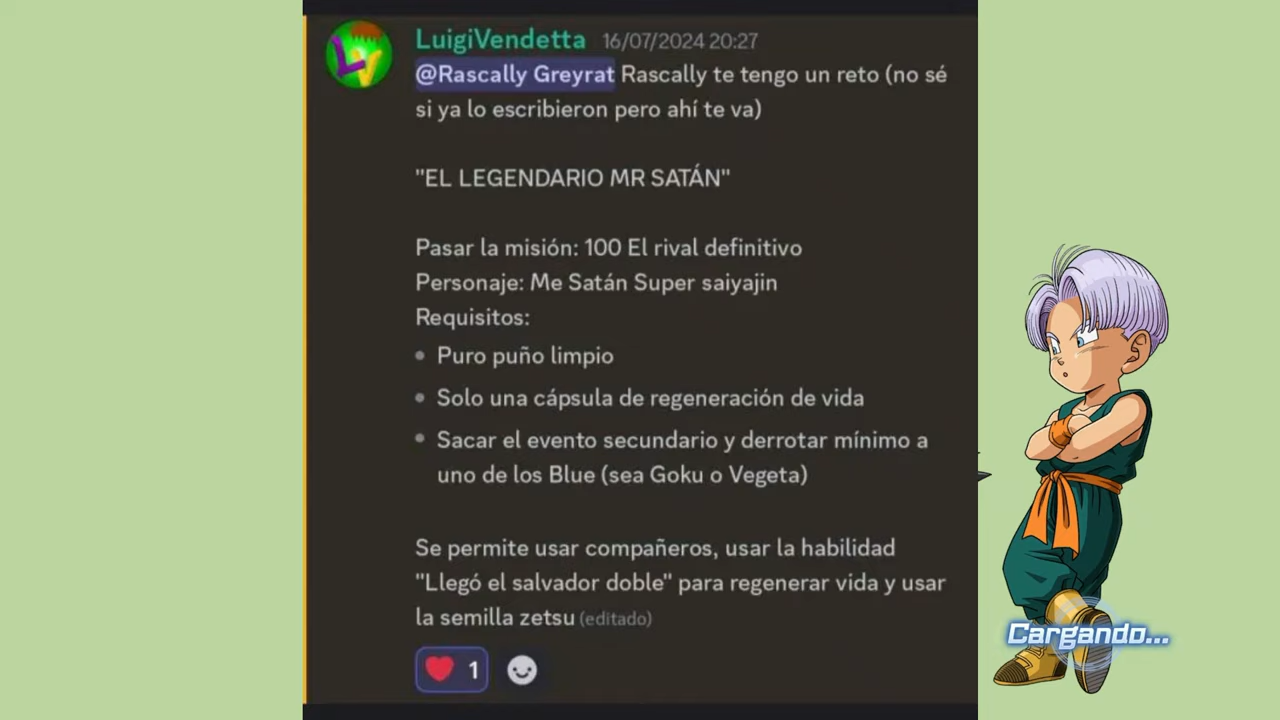 LuigiVendetta 16/07/2024 20:27
@Rascally Greyrat Rascally te tengo un reto (no sé
si ya lo escribieron pero ahí te va)
"EL LEGENDARIO MR SATÁN"
Pasar la misión: 100 El rival definitivo
Personaje: Me Satán Super saiyajin
Requisitos:
• Puro puño limpio
• Solo una cápsula de regeneración de vida
• Sacar el evento secundario y derrotar mínimo a
uno de los Blue (sea Goku o Vegeta)
Se permite usar compañeros, usar la habilidad
"Llegó el salvador doble" para regenerar vida y usar
la semilla zetsu (editado)
1
Cargando...
LV